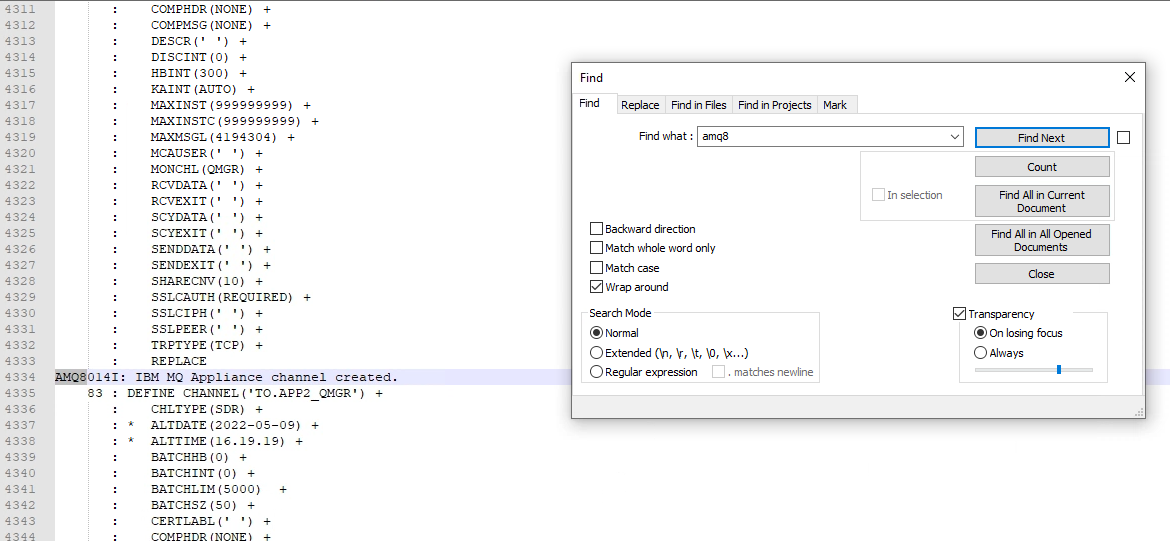 4311 : COMPHDR(NONE) +
4312 : COMPMSG(NONE) +
4313 : DESCR(' ') +
4314 : DISCINT(0) +
4315 : HBINT(300) +
4316 : KAINT(AUTO) +
4317 : MAXINST(999999999) +
4318 : MAXINSTC(999999999) +
4319 : MAXMSGL(4194304) +
4320 : MCAUSER(' ') +
4321 : MONCHL(QMGR) +
4322 : RCVDATA(' ') +
4323 : RCVEXIT(' ') +
4324 : SCYDATA(' ') +
4325 : SCYEXIT(' ') +
4326 : SENDDATA(' ') +
4327 : SENDEXIT(' ') +
4328 : SHARECNV(10) +
4329 : SSLCAUTH(REQUIRED) +
4330 : SSLCIPH(' ') +
4331 : SSLPEER(' ') +
4332 : TRPTYPE(TCP) +
4333 : REPLACE
4334 AMQ8014I: IBM MQ Appliance channel created.
4335 83 : DEFINE CHANNEL('TO.APP2_QMGR') +
4336 : CHLTYPE(SDR) +
4337 : * ALTDATE(2022-05-09) +
4338 : * ALTTIME(16.19.19) +
4339 : BATCHHB(0) +
4340 : BATCHINT(0) +
4341 : BATCHLIM(5000) +
4342 : BATCHSZ(50) +
4343 : CERTLABL(' ') +
4344 : COMPHDR(NONE) +
Find
Find Replace Find in Files Find in Projects Mark
Find what : amq8
Find Next
Count
In selection
Find All in Current
Document
Find All in All Opened
Documents
Close
Backward direction
Match whole word only
Match case
Wrap around
Search Mode
Normal
Extended (\n, \r, \t, \0, \x...)
Regular expression
. matches newline
Transparency
On losing focus
Always